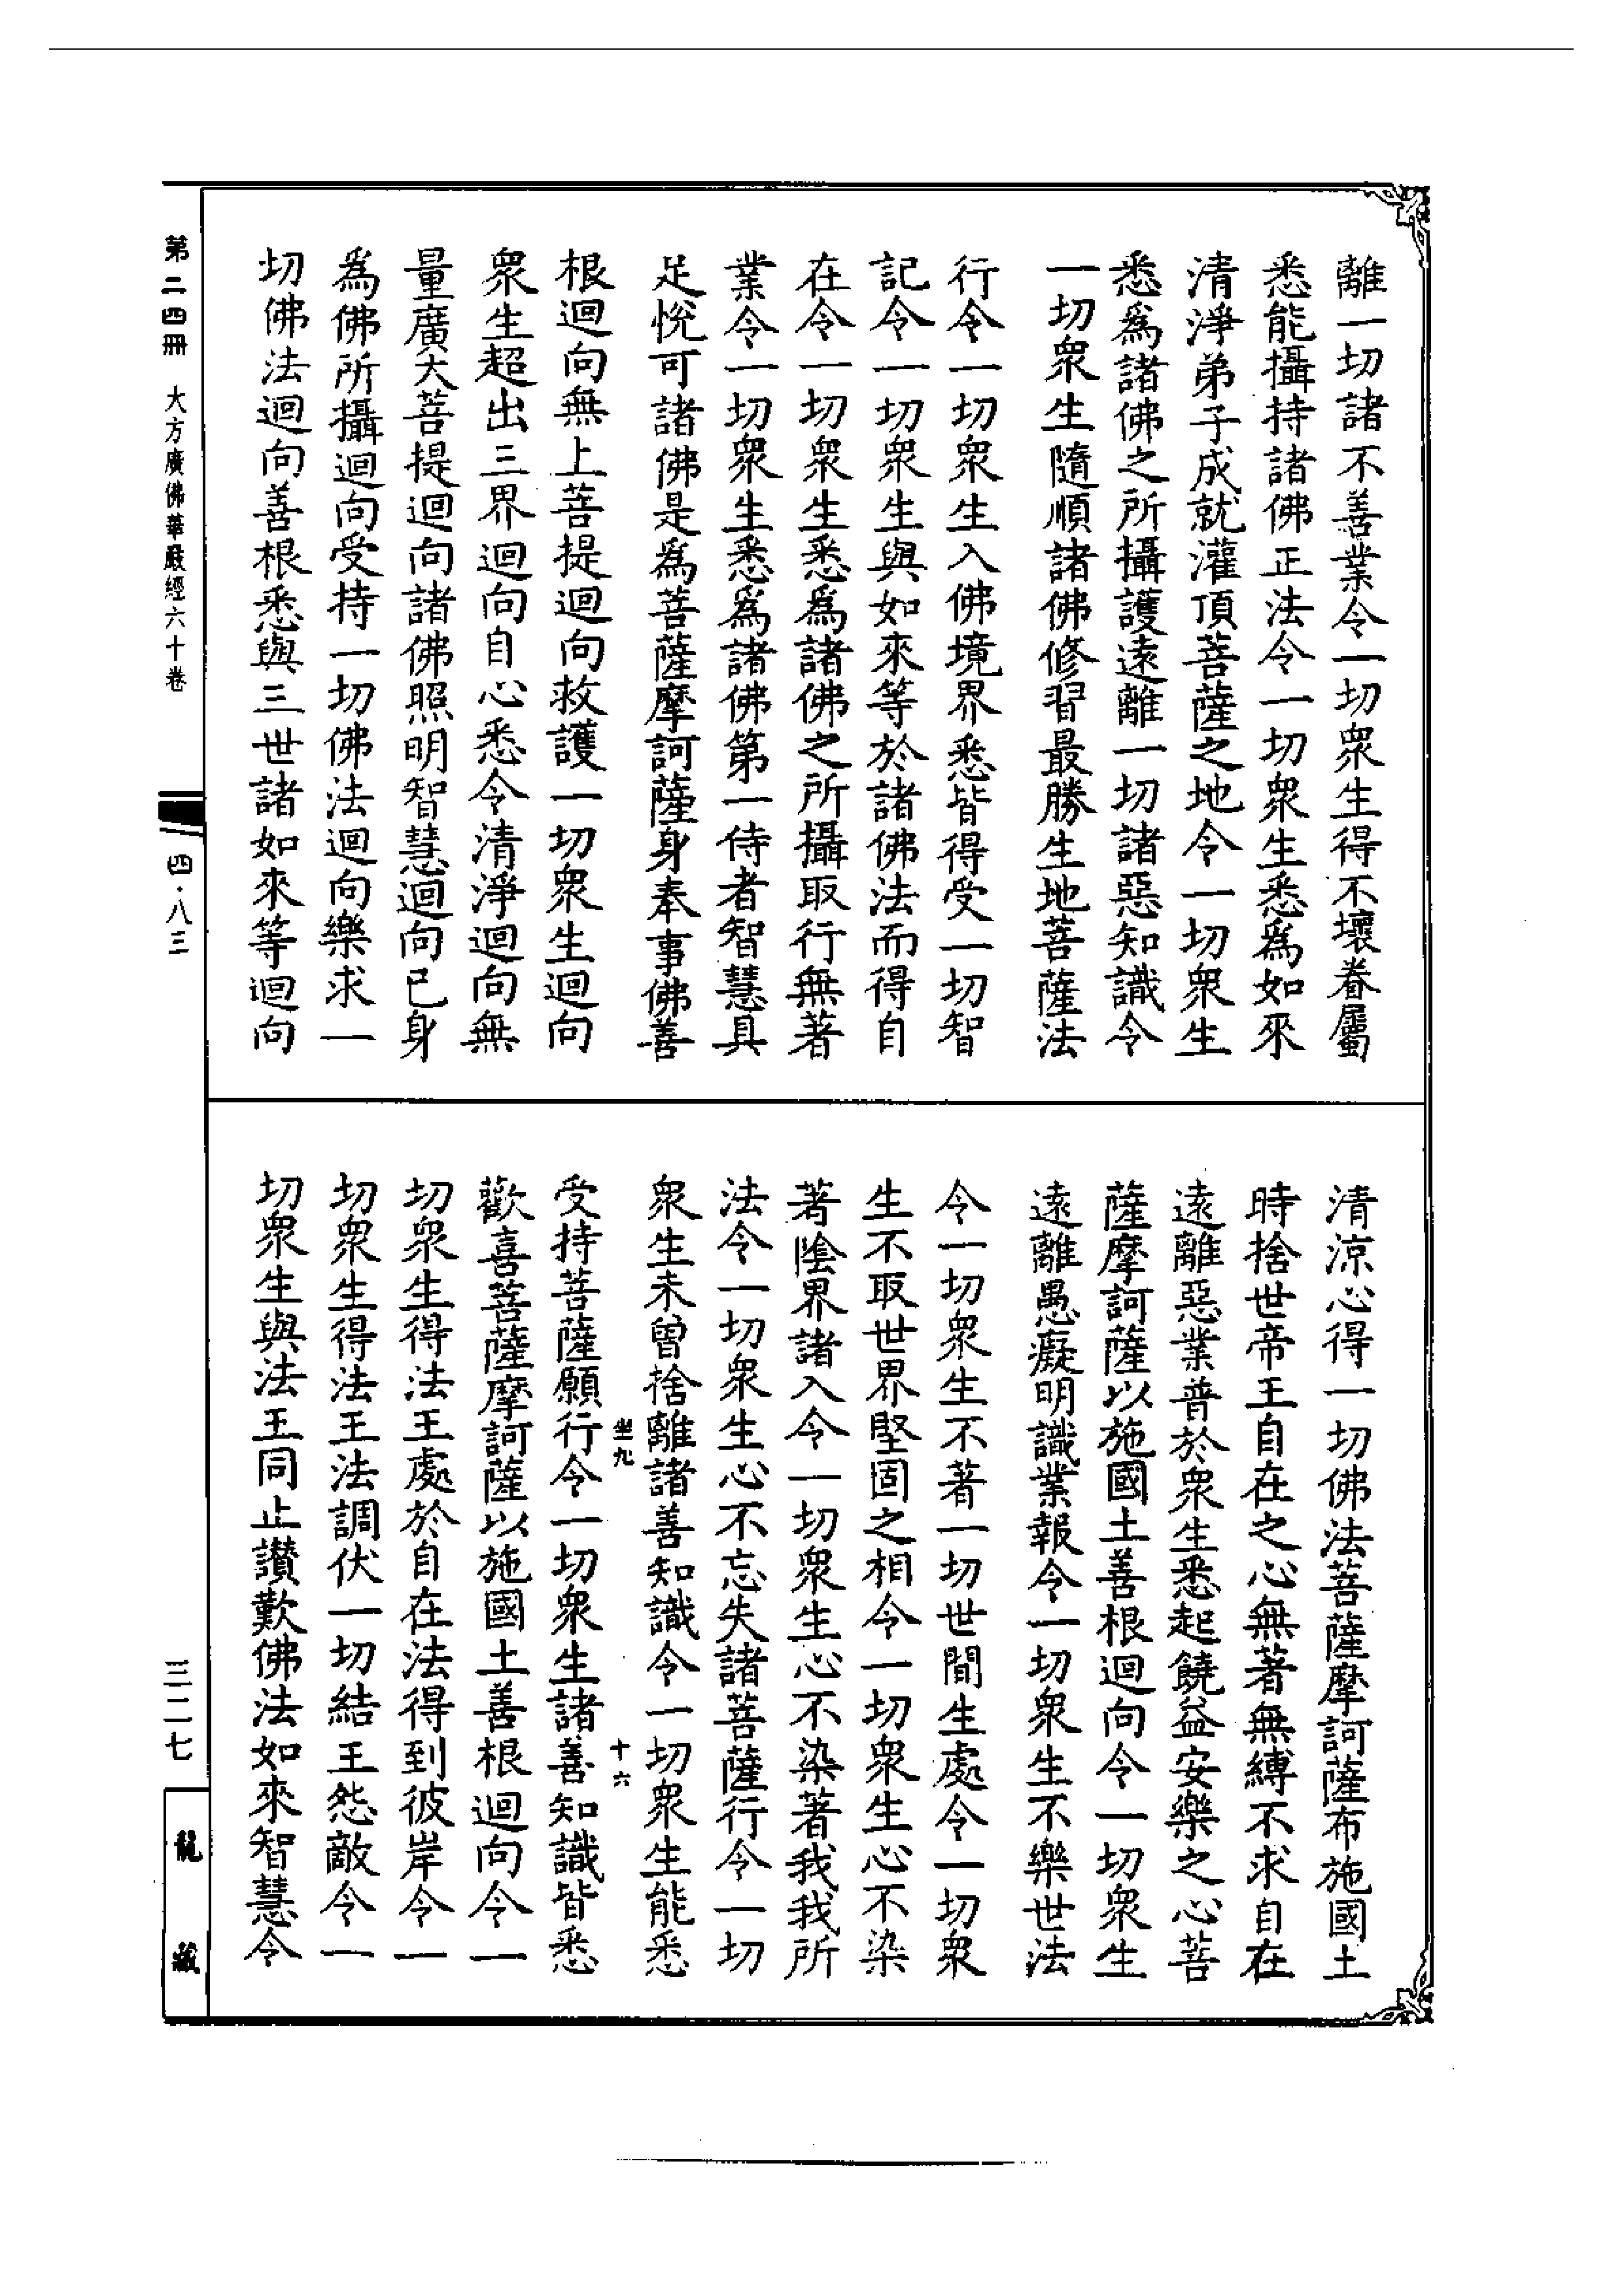 離一切諸不善業令一切衆生得不壞眷屬
悉能攝持諸佛正法令一切衆生悉爲如來
清淨弟子成就灌頂菩薩之地令一切衆生
悉爲諸佛之所攝護遠離一切諸惡知識令
一切衆生隨順諸佛修習最勝生地菩薩法
行令一切衆生入佛境界悉皆得受一切智
記令一切衆生與如來等於諸佛法而得自
在令一切衆生悉爲諸佛之所攝取行無著
業令一切衆生悉爲諸佛第一侍者智慧具
足悅可諸佛是爲菩薩摩訶薩身奉事佛善
根迴向無上菩提迴向救護一切衆生迴向
衆生超出三界迴向自心悉令清淨迴向無
量廣大菩提迴向諸佛照明智慧迴向已身
爲佛所攝迴向受持一切佛法迴向樂求一
切佛法迴向善根悉與三世諸如來等迴向
清涼心得一切佛法菩薩摩訶薩布施國土
時捨世帝王自在之心無著無縛不求自在
遠離惡業普於衆生悉起饒益安樂之心菩
薩摩訶薩以施國土善根迴向令一切衆生
遠離愚癡明識業報令一切衆生不樂世法
令一切衆生不著一切世間生處令一切衆
生不取世界堅固之相令一切衆生心不染
著陰界諸入令一切衆生心不染著我我所
法令一切衆生心不忘失諸菩薩行令一切
衆生未曾捨離諸善知識令一切衆生能悉
坐九 十六
受持菩薩願行令一切衆生諸善知識皆悉
歡喜菩薩摩訶薩以施國土善根迴向令一
切衆生得法王處於自在法得到彼岸令一
切衆生得法王法調伏一切結王怨敵令一
切衆生與法王同止讃歎佛法如來智慧令
第二四冊 大方廣佛華嚴經六十卷
四·八三
三二七
龍藏